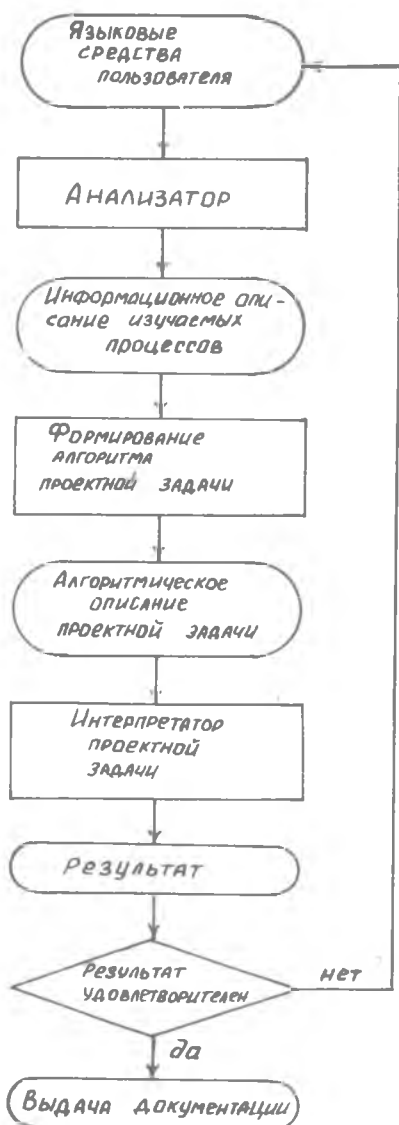 Языковые
средства
пользователя
Анализатор
Информационное опи-
сание изучаемых
процессов
Формирование
алгоритма
проектной задачи
Алгоритмическое
описание
проектной задачи
Интерпретатор
проектной
задачи
Результат
Результат
удовлетворителен
нет
да
Выдача документации